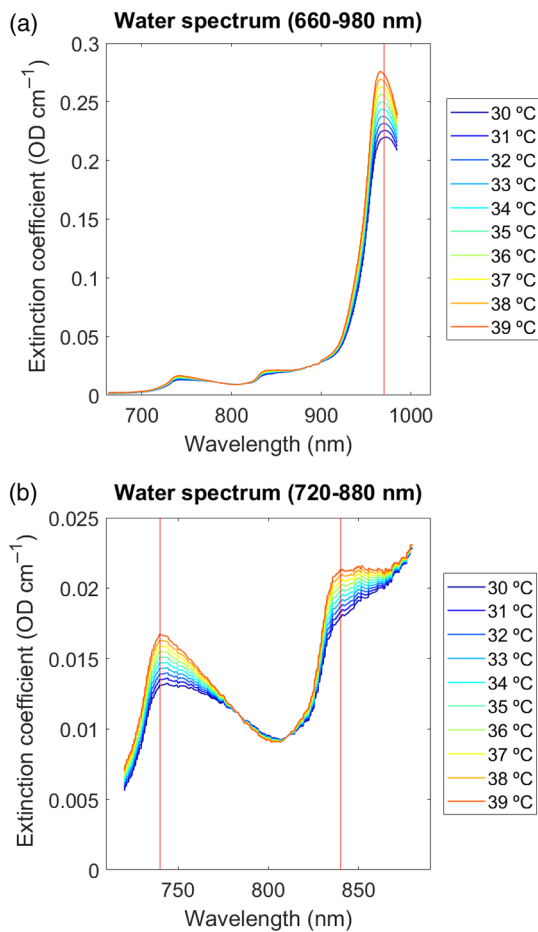 (a)
Water spectrum (660-980 nm)
Extinction coefficient (OD cm⁻¹)
0.3
0.25
0.2
0.15
0.1
0.05
0
700
800
900
1000
Wavelength (nm)
30 ºC
31 ºC
32 ºC
33 ºC
34 ºC
35 ºC
36 ºC
37 ºC
38 ºC
39 ºC
(b)
Water spectrum (720-880 nm)
Extinction coefficient (OD cm⁻¹)
0.025
0.02
0.015
0.01
0.005
0
750
800
850
Wavelength (nm)
30 ºC
31 ºC
32 ºC
33 ºC
34 ºC
35 ºC
36 ºC
37 ºC
38 ºC
39 ºC